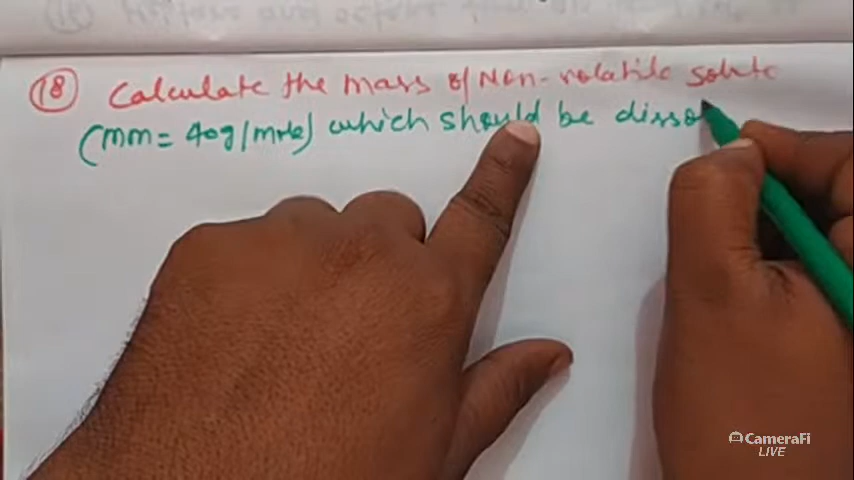 (18) Calculate the mass of Non-volatile solute
(MM = 40g/mole) which should be disso
CameraFi
LIVE